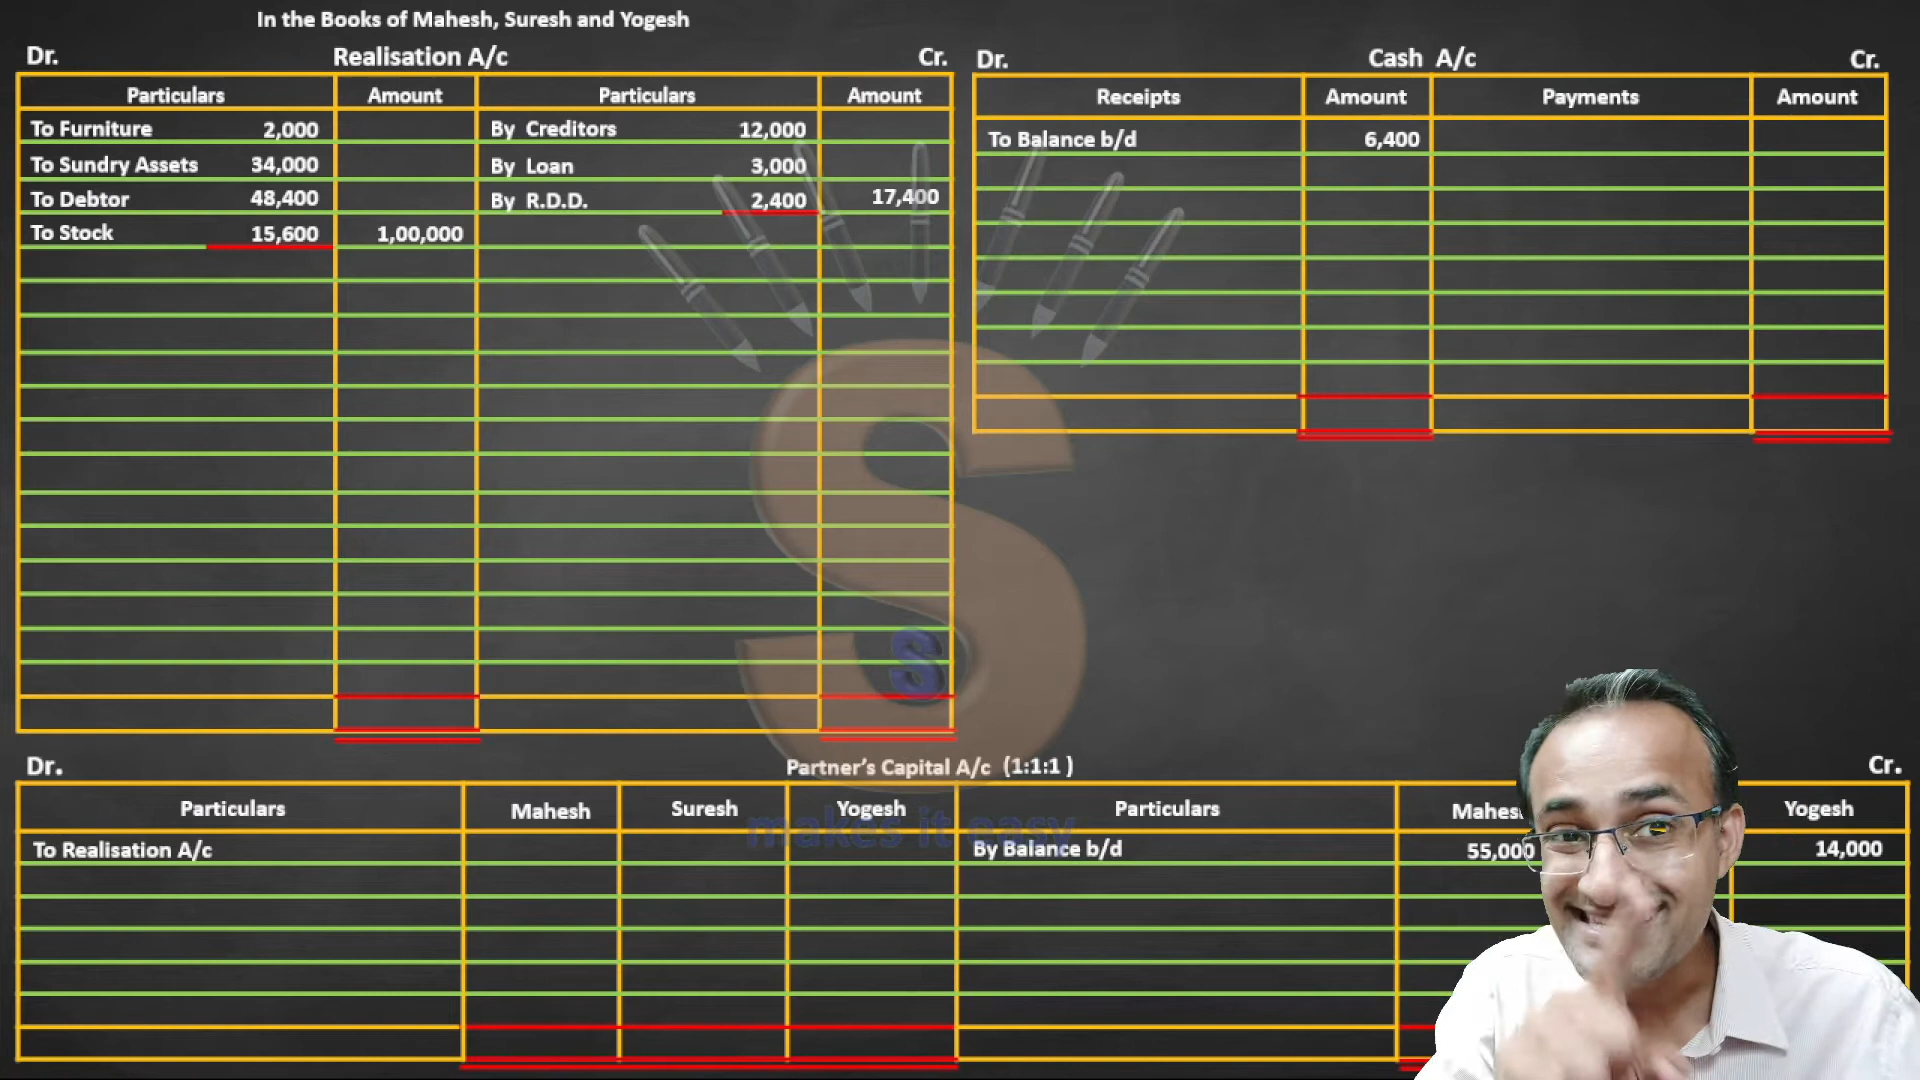 In the Books of Mahesh, Suresh and Yogesh
Dr. Realisation A/c Cr.
Particulars Amount Particulars Amount
To Furniture 2,000 By Creditors 12,000
To Sundry Assets 34,000 By Loan 3,000
To Debtor 48,400 By R.D.D. 2,400 17,400
To Stock 15,600 1,00,000
Dr. Cash A/c Cr.
Receipts Amount Payments Amount
To Balance b/d 6,400
S
s
makes it easy
Dr. Partner's Capital A/c (1:1:1 ) Cr.
Particulars Mahesh Suresh Yogesh Particulars Yogesh
To Realisation A/c By Balance b/d 55,000 14,000